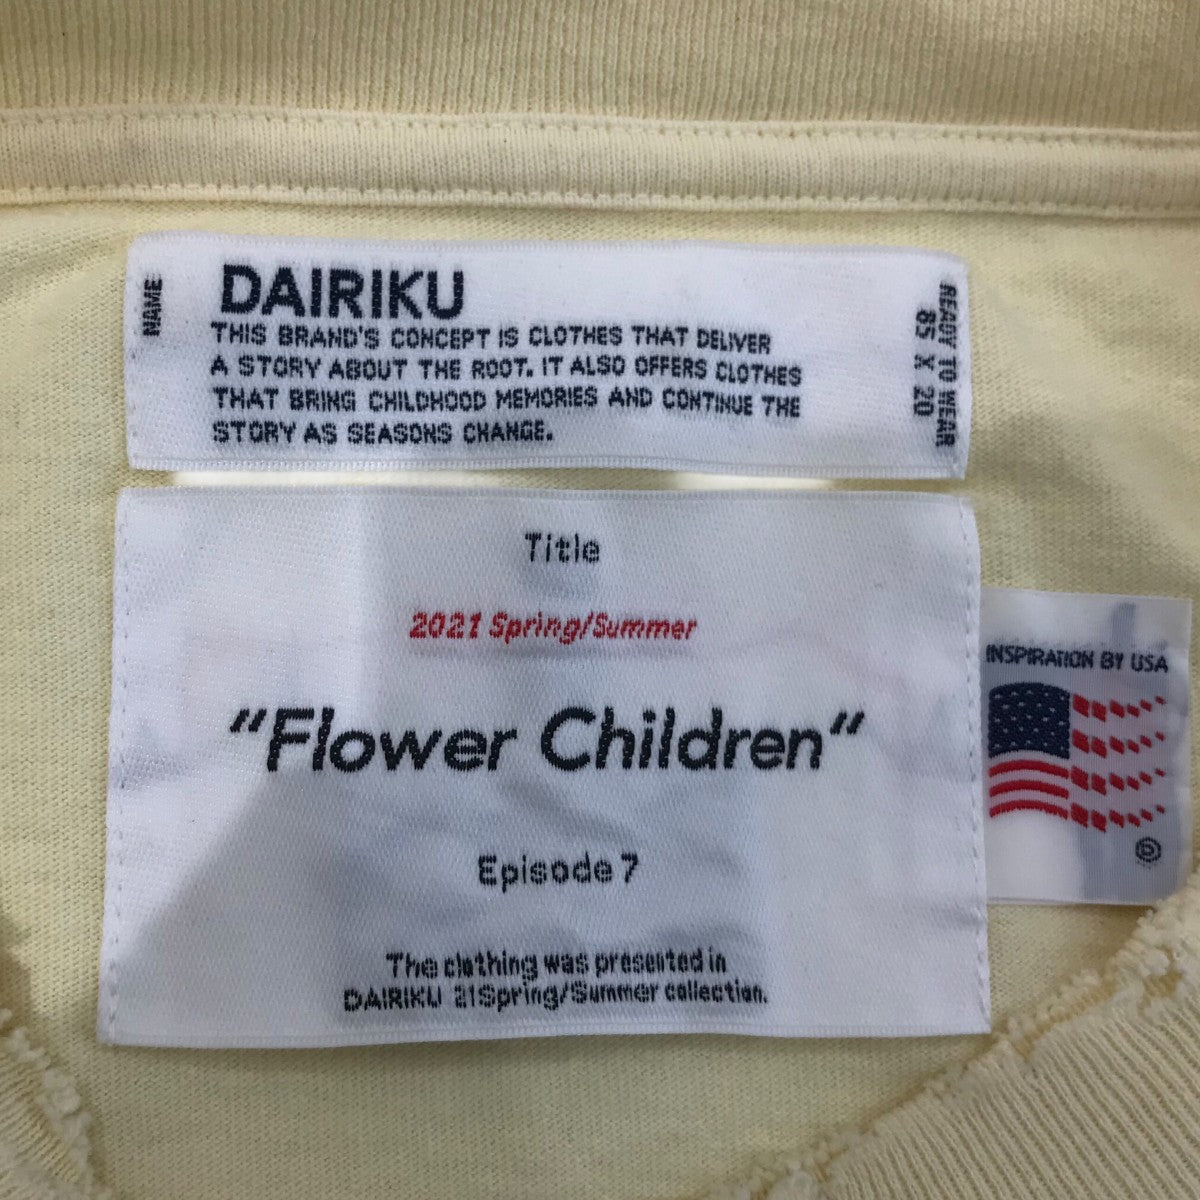 NAME
DAIRIKU
THIS BRAND'S CONCEPT IS CLOTHES THAT DELIVER
A STORY ABOUT THE ROOT. IT ALSO OFFERS CLOTHES
THAT BRING CHILDHOOD MEMORIES AND CONTINUE THE
STORY AS SEASONS CHANGE.
READY TO WEAR
85 X 20
Title
2021 Spring/Summer
“Flower Children“
Episode 7
The clothing was presented in
DAIRIKU 21Spring/Summer collection.
INSPIRATION BY USA
©